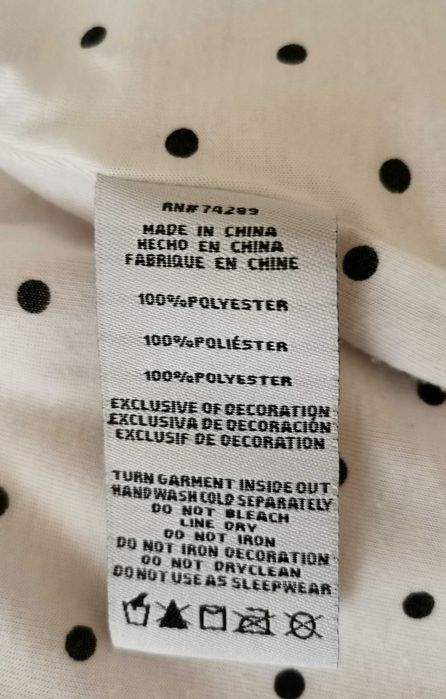 RN# 74289
MADE IN CHINA
HECHO EN CHINA
FABRIQUE EN CHINE
100%POLYESTER
100%POLIÉSTER
100%POLYESTER
EXCLUSIVE OF DECORATION
EXCLUSIVA DE DECORACIÓN
EXCLUSIF DE DECORATION
TURN GARMENT INSIDE OUT
HAND WASH COLD SEPARATELY
DO NOT BLEACH
LINE DRY
DO NOT IRON
DO NOT IRON DECORATION
DO NOT DRYCLEAN
DO NOT USE AS SLEEPWEAR